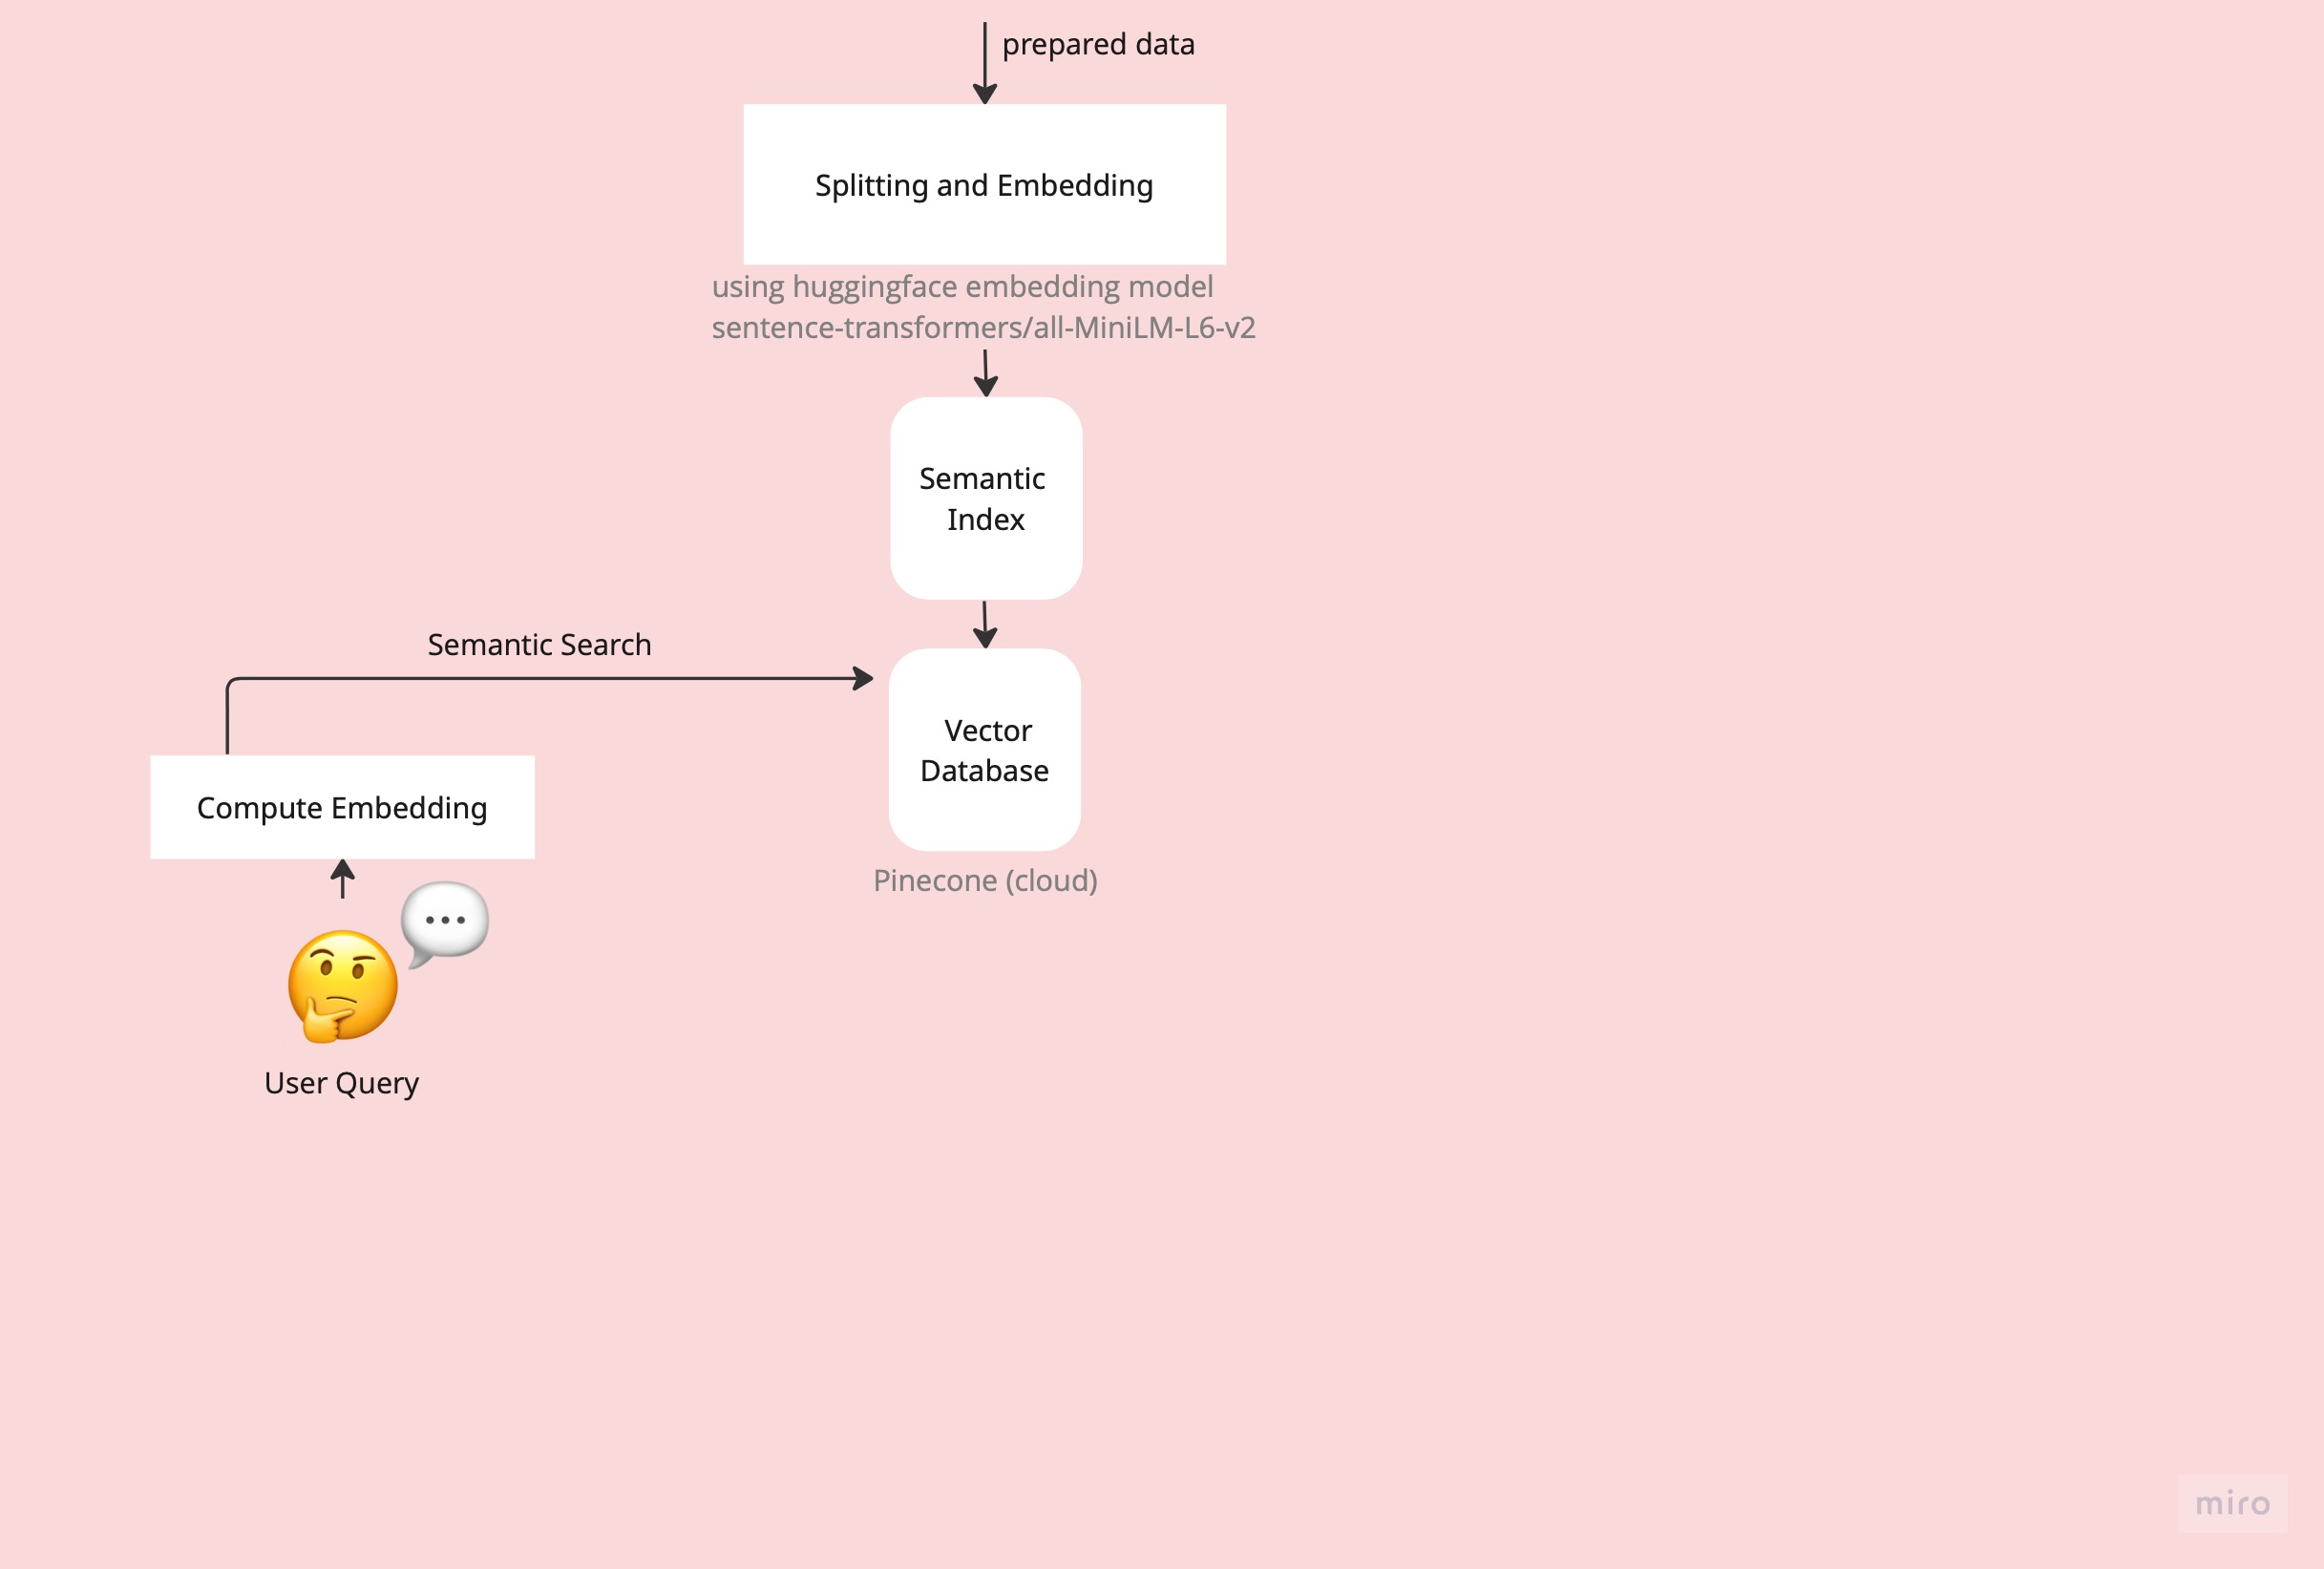 prepared data
Splitting and Embedding
using huggingface embedding model
sentence-transformers/all-MiniLM-L6-v2
Semantic
Index
Semantic Search
Vector
Database
Compute Embedding
Pinecone (cloud)
User Query
miro